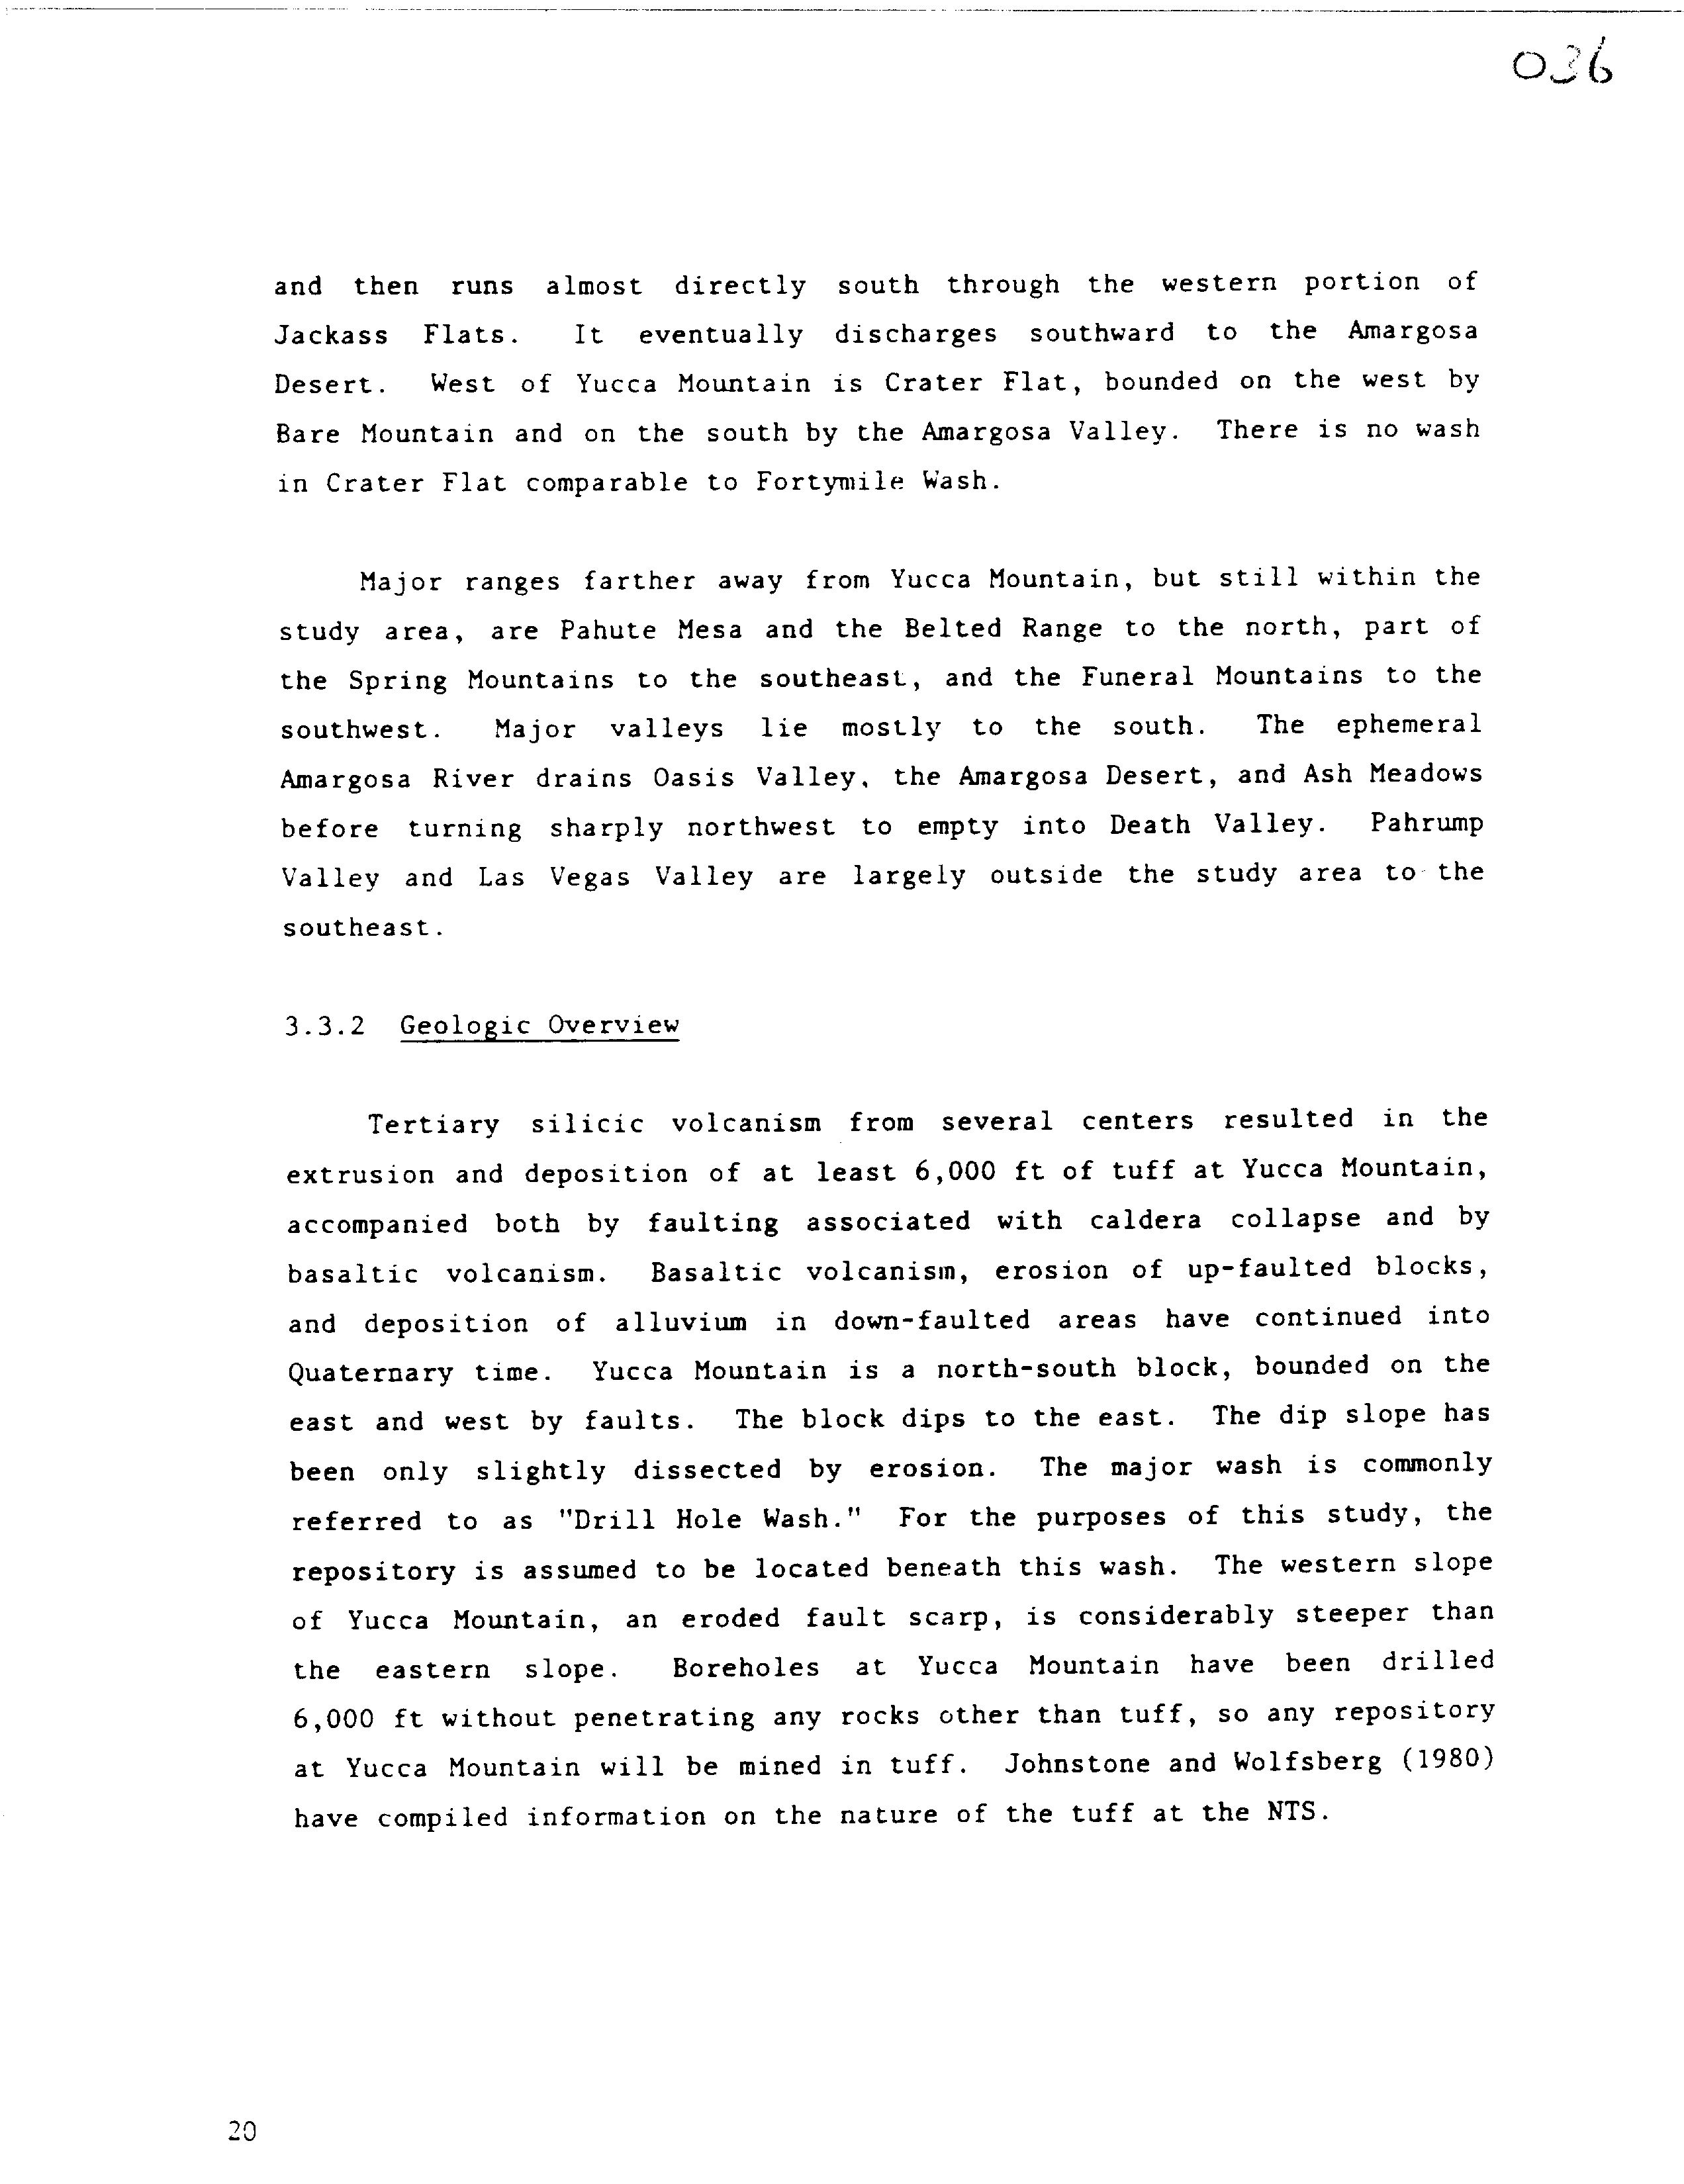 036
and then runs almost directly south through the western portion of
Jackass Flats. It eventually discharges southward to the Amargosa
Desert. West of Yucca Mountain is Crater Flat, bounded on the west by
Bare Mountain and on the south by the Amargosa Valley. There is no wash
in Crater Flat comparable to Fortymile Wash.
Major ranges farther away from Yucca Mountain, but still within the
study area, are Pahute Mesa and the Belted Range to the north, part of
the Spring Mountains to the southeast, and the Funeral Mountains to the
southwest. Major valleys lie mostly to the south. The ephemeral
Amargosa River drains Oasis Valley, the Amargosa Desert, and Ash Meadows
before turning sharply northwest to empty into Death Valley. Pahrump
Valley and Las Vegas Valley are largely outside the study area to the
southeast.
3.3.2 Geologic Overview
Tertiary silicic volcanism from several centers resulted in the
extrusion and deposition of at least 6,000 ft of tuff at Yucca Mountain,
accompanied both by faulting associated with caldera collapse and by
basaltic volcanism. Basaltic volcanism, erosion of up-faulted blocks,
and deposition of alluvium in down-faulted areas have continued into
Quaternary time. Yucca Mountain is a north-south block, bounded on the
east and west by faults. The block dips to the east. The dip slope has
been only slightly dissected by erosion. The major wash is commonly
referred to as "Drill Hole Wash." For the purposes of this study, the
repository is assumed to be located beneath this wash. The western slope
of Yucca Mountain, an eroded fault scarp, is considerably steeper than
the eastern slope. Boreholes at Yucca Mountain have been drilled
6,000 ft without penetrating any rocks other than tuff, so any repository
at Yucca Mountain will be mined in tuff. Johnstone and Wolfsberg (1980)
have compiled information on the nature of the tuff at the NTS.
20